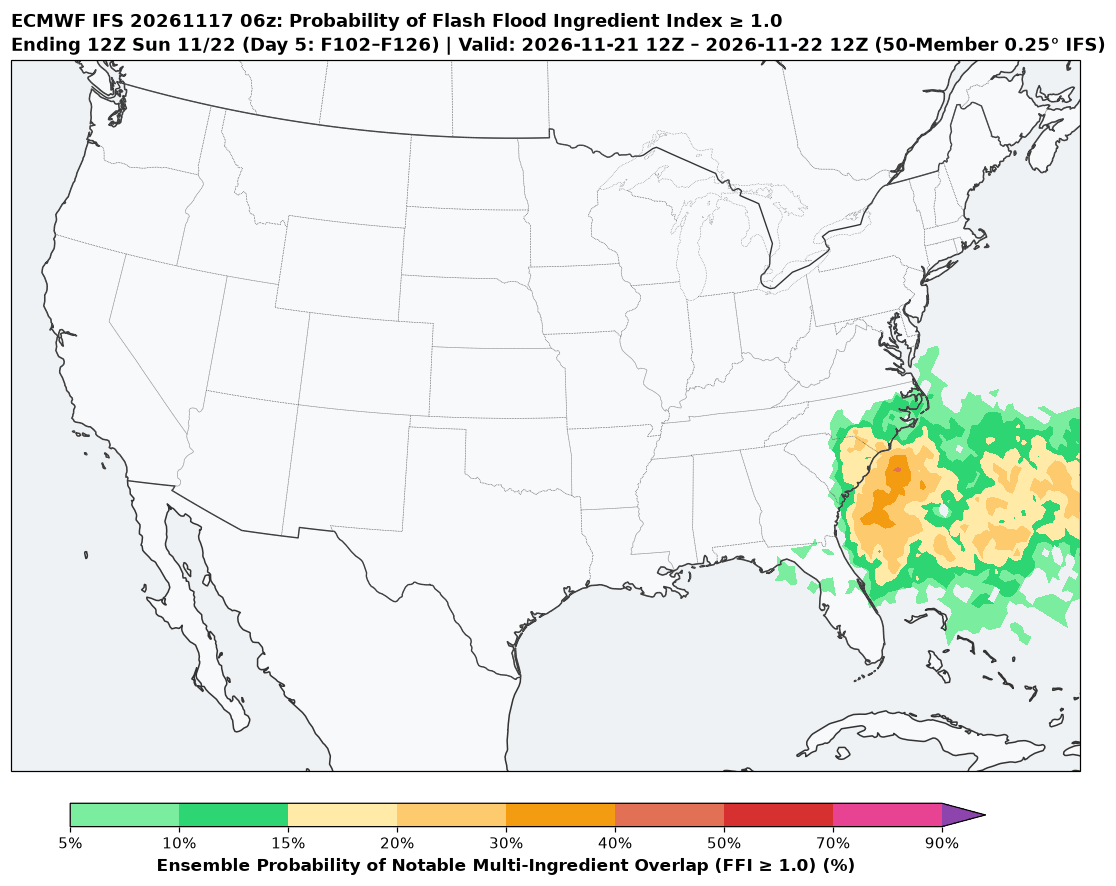 ECMWF IFS 20261117 06z: Probability of Flash Flood Ingredient Index ≥ 1.0
Ending 12Z Sun 11/22 (Day 5: F102–F126) | Valid: 2026-11-21 12Z – 2026-11-22 12Z (50-Member 0.25° IFS)
5% 10% 15% 20% 30% 40% 50% 70% 90%
Ensemble Probability of Notable Multi-Ingredient Overlap (FFI ≥ 1.0) (%)